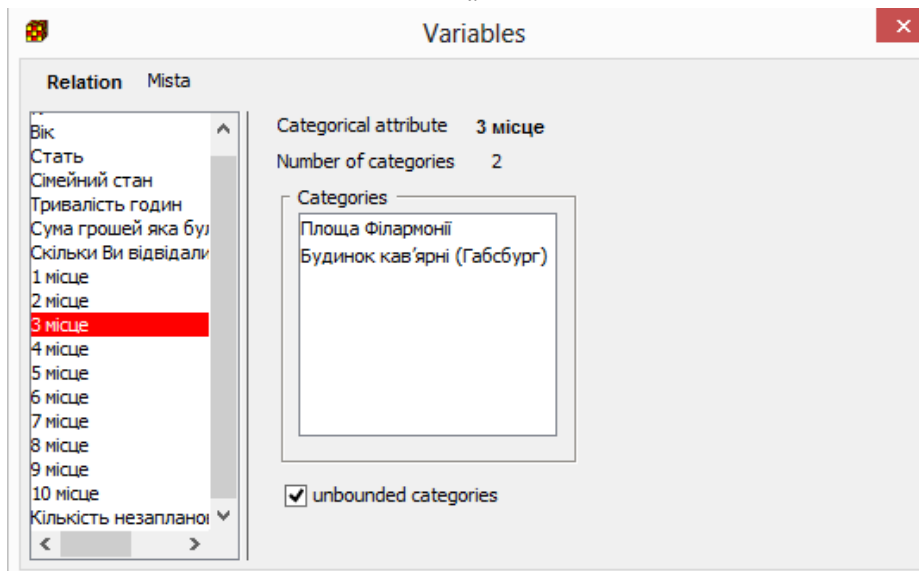 Variables
Relation Mista
Вік
Стать
Сімейний стан
Тривалість годин
Сума грошей яка бул
Скільки Ви відвідали
1 місце
2 місце
3 місце
4 місце
5 місце
6 місце
7 місце
8 місце
9 місце
10 місце
Кількість незаплано
Categorical attribute 3 місце
Number of categories 2
Categories
Площа Філармонії
Будинок кав’ярні (Габсбург)
unbounded categories